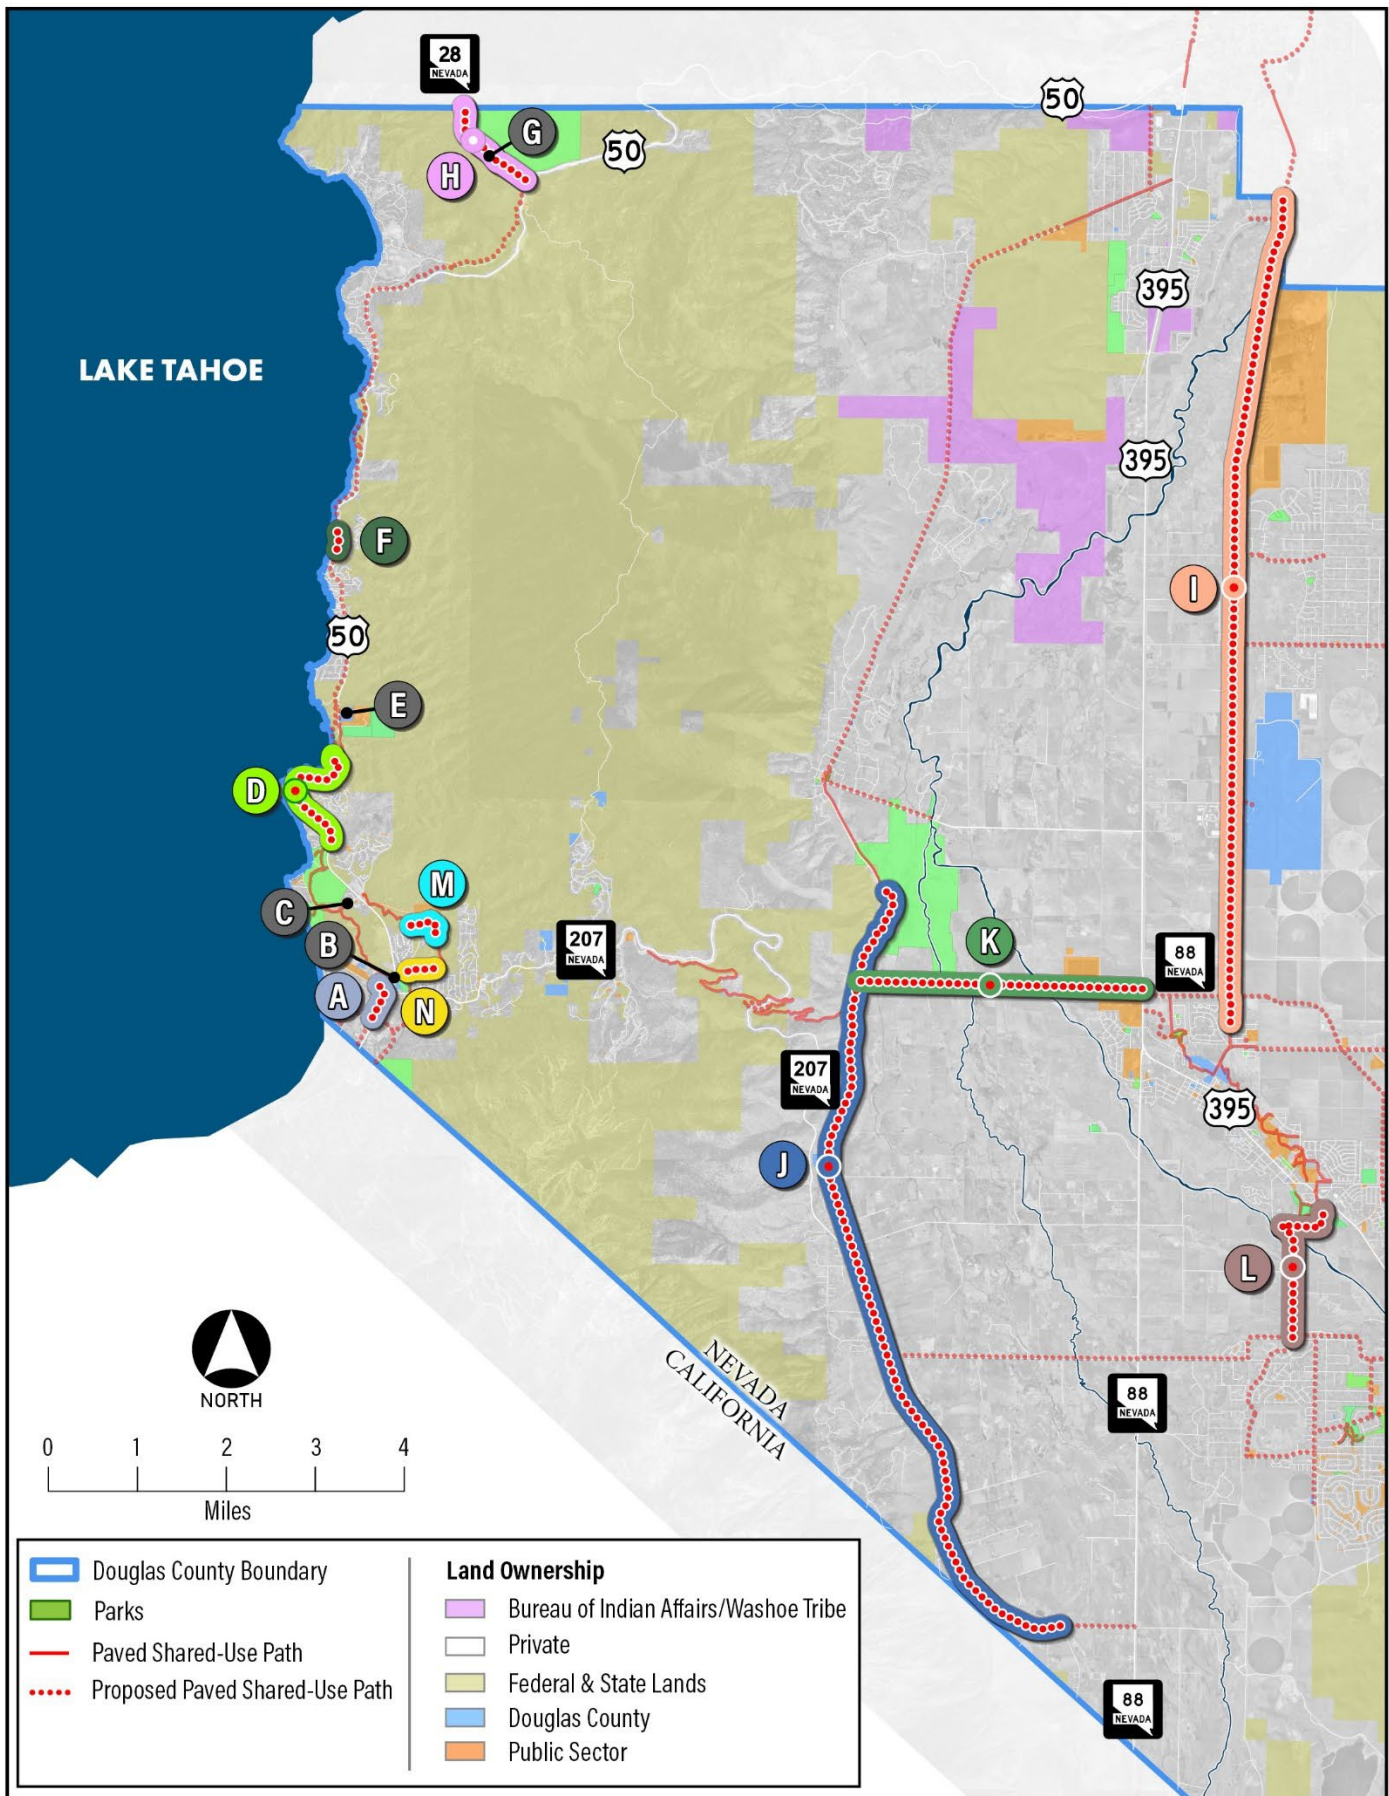 28
NEVADA
50
G
50
H
395
LAKE TAHOE
395
F
I
50
E
D
M
C
B
207
NEVADA
K
88
NEVADA
A
N
207
NEVADA
395
J
L
NEVADA
CALIFORNIA
NORTH
88
NEVADA
0 1 2 3 4
Miles
88
NEVADA
Douglas County Boundary
Parks
Paved Shared-Use Path
Proposed Paved Shared-Use Path
Land Ownership
Bureau of Indian Affairs/Washoe Tribe
Private
Federal & State Lands
Douglas County
Public Sector